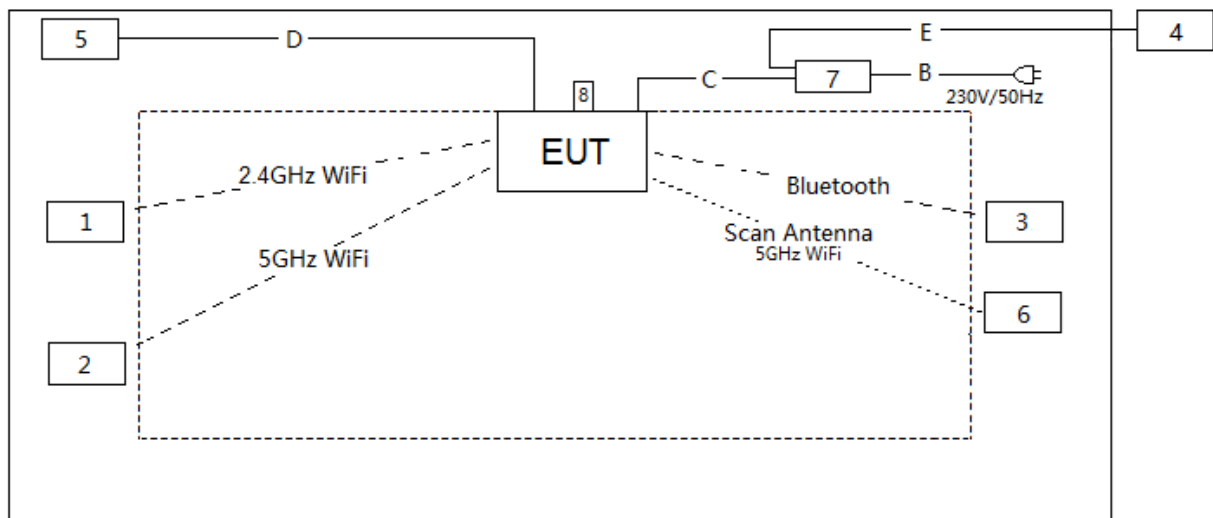 5
D
E
4
7
B
C
230V/50Hz
8
EUT
2.4GHz WiFi
Bluetooth
1
3
Scan Antenna
5GHz WiFi
5GHz WiFi
6
2